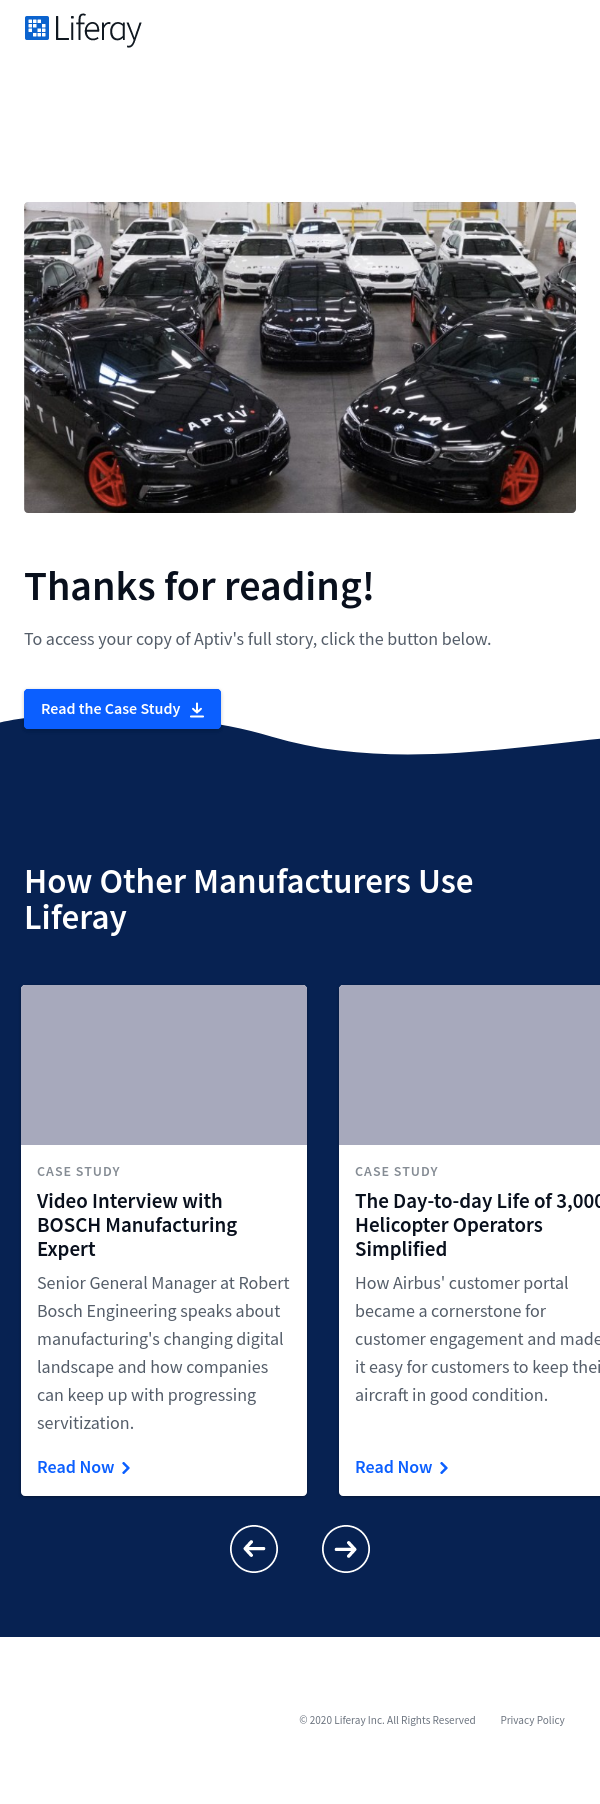 Liferay
APTIV
APTIV
Thanks for reading!
To access your copy of Aptiv's full story, click the button below.
Read the Case Study
How Other Manufacturers Use
Liferay
CASE STUDY
Video Interview with
BOSCH Manufacturing
Expert
Senior General Manager at Robert
Bosch Engineering speaks about
manufacturing's changing digital
landscape and how companies
can keep up with progressing
servitization.
Read Now
CASE STUDY
The Day-to-day Life of 3,000
Helicopter Operators
Simplified
How Airbus' customer portal
became a cornerstone for
customer engagement and made
it easy for customers to keep thei
aircraft in good condition.
Read Now
© 2020 Liferay Inc. All Rights Reserved
Privacy Policy